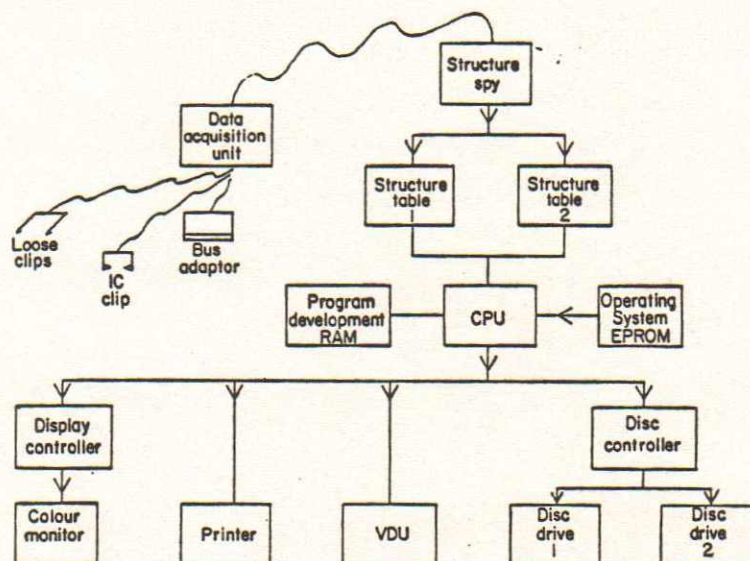 Structure
spy
Data
acquisition
unit
Structure
table
1
Structure
table
2
Loose
clips
IC
clip
Bus
adaptor
Program
development
RAM
CPU
Operating
System
EPROM
Display
controller
Disc
controller
Colour
monitor
Printer
VDU
Disc
drive
1
Disc
drive
2